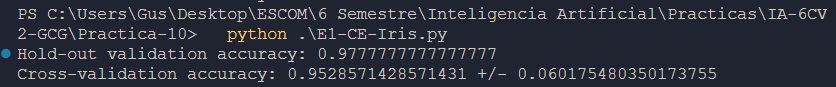 PS C:\Users\Gus\Desktop\ESCOM\6 Semestre\Inteligencia Artificial\Practicas\IA-6CV
2-GCG\Practica-10>   python .\E1-CE-Iris.py
Hold-out validation accuracy: 0.9777777777777777
Cross-validation accuracy: 0.9528571428571431 +/- 0.060175480350173755